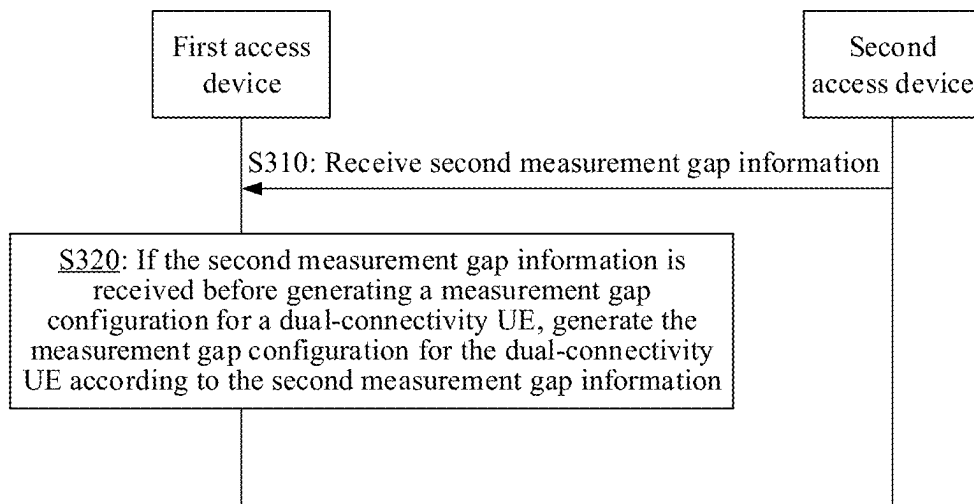 First access
device
Second
access device
S310: Receive second measurement gap information
S320: If the second measurement gap information is
received before generating a measurement gap
configuration for a dual-connectivity UE, generate the
measurement gap configuration for the dual-connectivity
UE according to the second measurement gap information